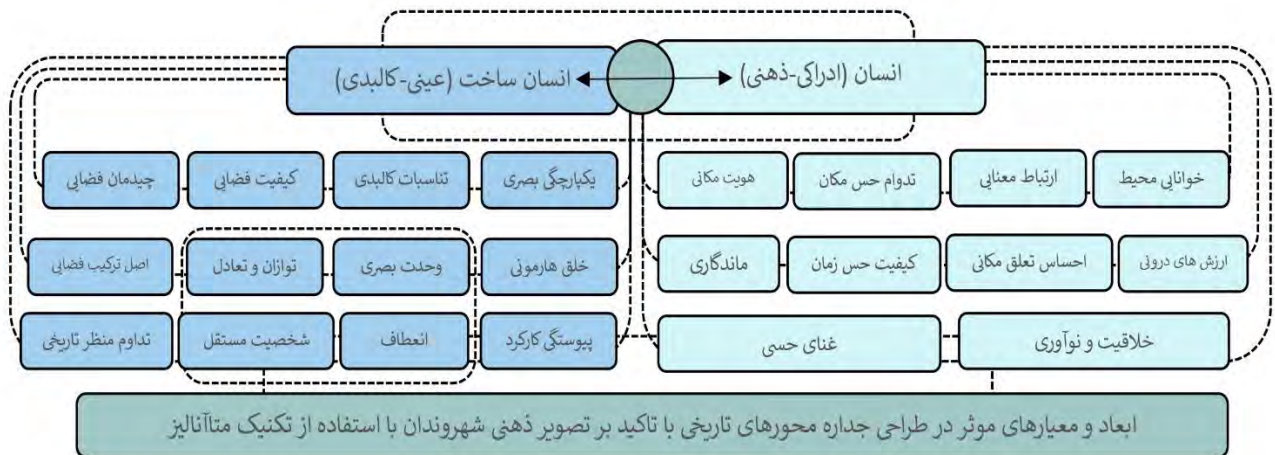 انسان (ادراکی-ذهنی)
انسان ساخت (عینی-کالبدی)
خوانایی محیط
ارتباط معنایی
تدوام حس مکان
هویت مکانی
یکپارچگی بصری
تناسبات کالبدی
کیفیت فضایی
چیدمان فضایی
ارزش های درونی
احساس تعلق مکانی
کیفیت حس زمان
ماندگاری
خلق هارمونی
وحدت بصری
توازان و تعادل
اصل ترکیب فضایی
خلاقیت و نوآوری
غنای حسی
پیوستگی کارکرد
انعطاف
شخصیت مستقل
تداوم منظر تاریخی
ابعاد و معیارهای موثر در طراحی جداره محورهای تاریخی با تاکید بر تصویر ذهنی شهروندان با استفاده از تکنیک متاآنالیز